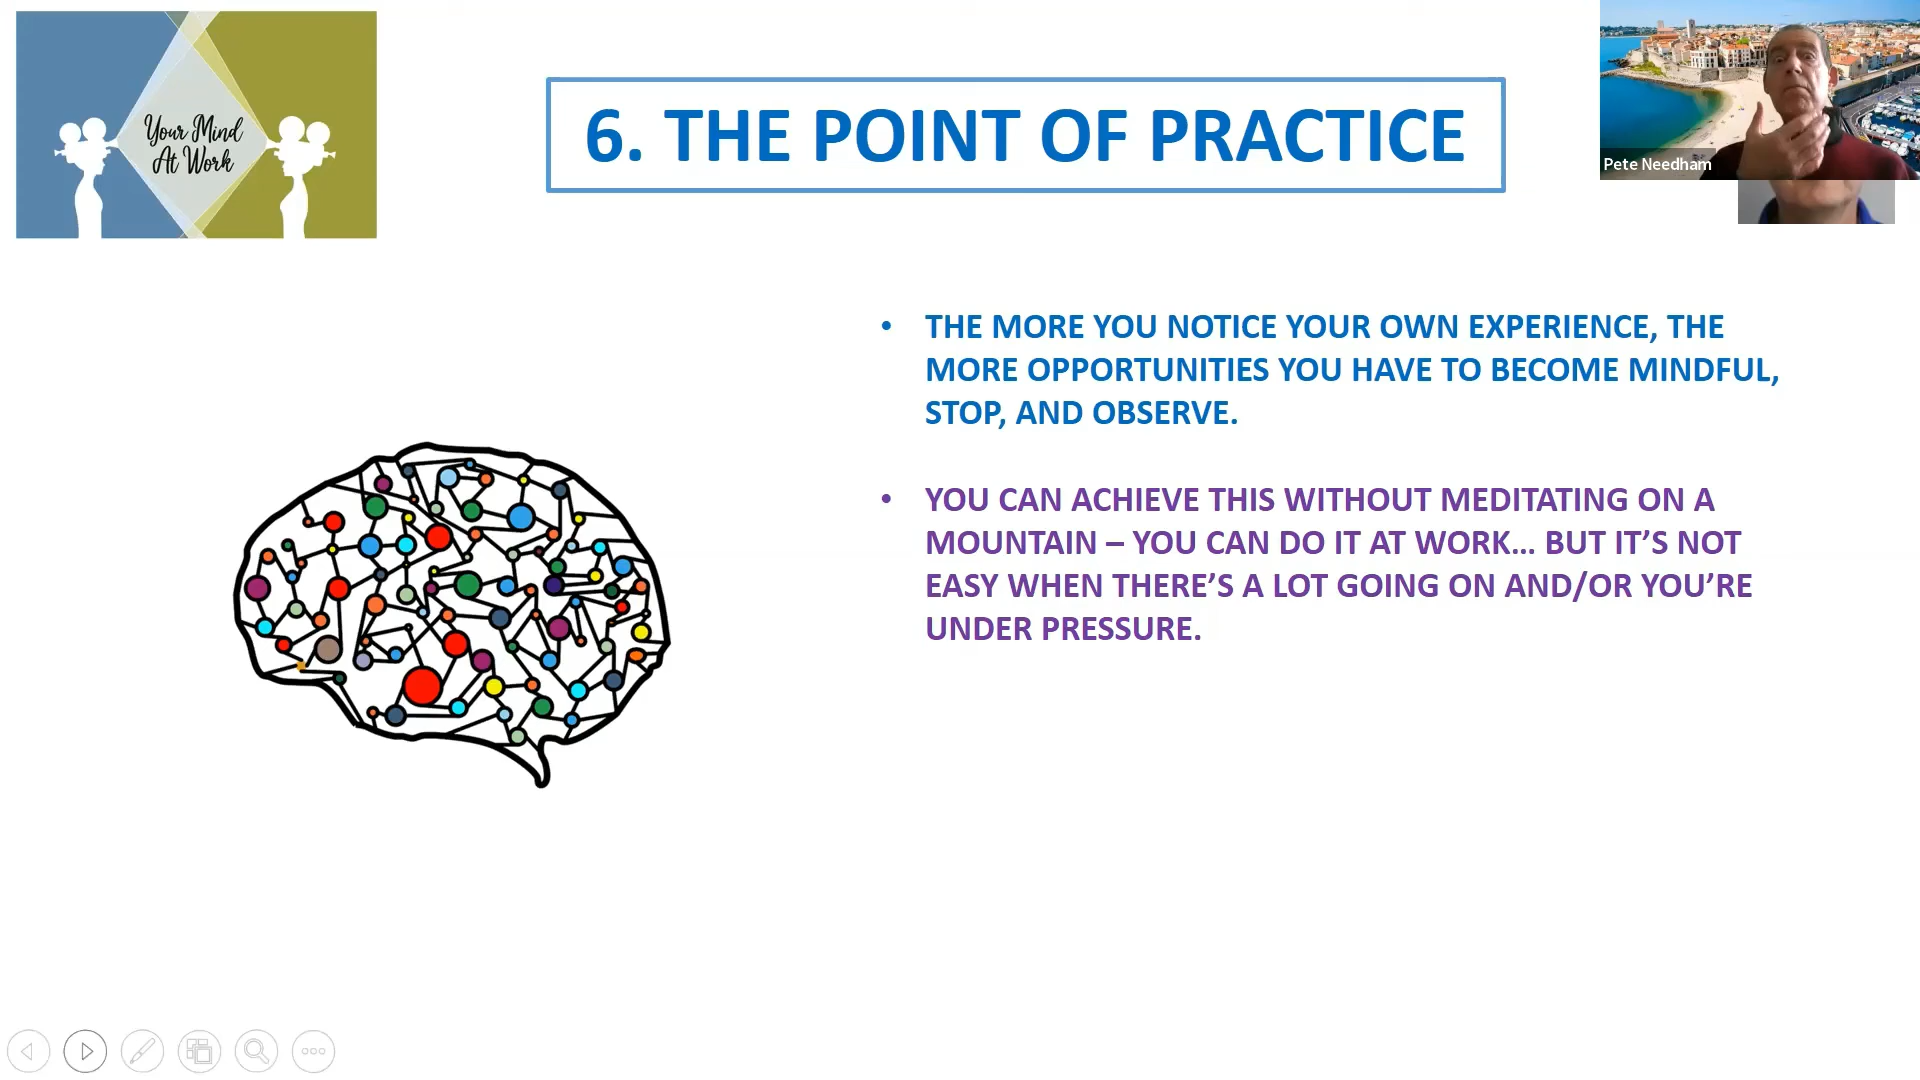 Your Mind
At Work
6. THE POINT OF PRACTICE
Pete Needham
• THE MORE YOU NOTICE YOUR OWN EXPERIENCE, THE
MORE OPPORTUNITIES YOU HAVE TO BECOME MINDFUL,
STOP, AND OBSERVE.
• YOU CAN ACHIEVE THIS WITHOUT MEDITATING ON A
MOUNTAIN – YOU CAN DO IT AT WORK... BUT IT’S NOT
EASY WHEN THERE’S A LOT GOING ON AND/OR YOU’RE
UNDER PRESSURE.